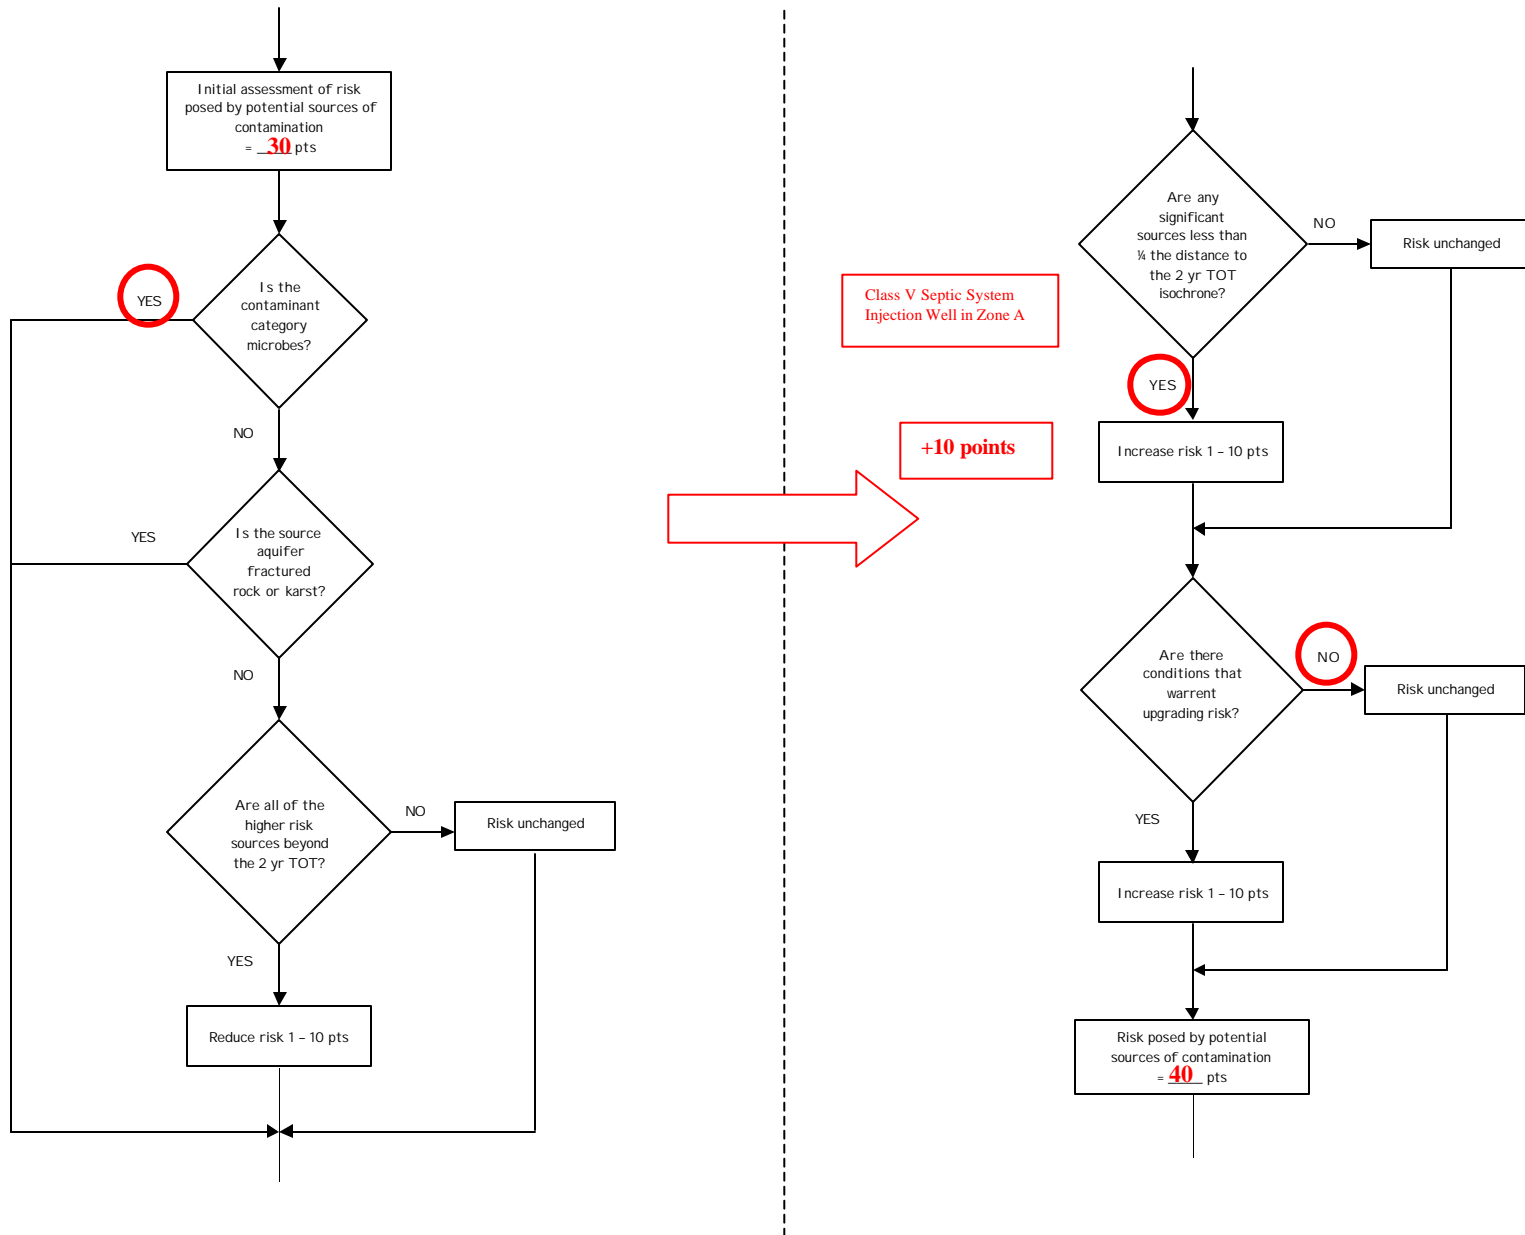 Initial assessment of risk
posed by potential sources of
contamination
= 30 pts
YES
Is the
contaminant
category
microbes?
NO
YES
Is the source
aquifer
fractured
rock or karst?
NO
Are all of the
higher risk
sources beyond
the 2 yr TOT?
NO
Risk unchanged
YES
Reduce risk 1 – 10 pts
Are any
significant
sources less than
¼ the distance to
the 2 yr TOT
isochrone?
NO
Risk unchanged
Class V Septic System
Injection Well in Zone A
YES
+10 points
Increase risk 1 – 10 pts
Are there
conditions that
warrent
upgrading risk?
NO
Risk unchanged
YES
Increase risk 1 – 10 pts
Risk posed by potential
sources of contamination
= 40 pts